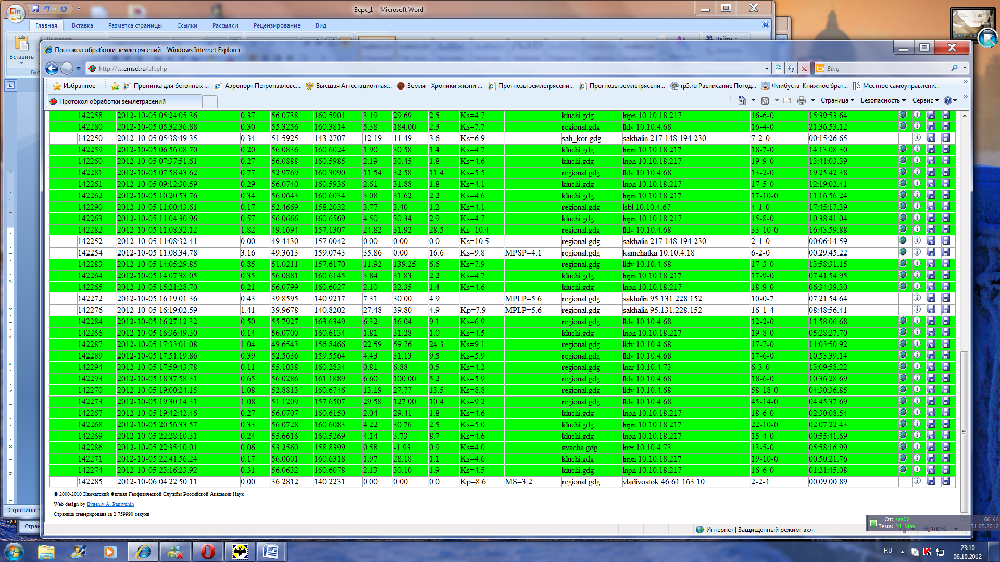 Верс_1 - Microsoft Word
Главная Вставка Разметка страницы Ссылки Рассылки Рецензирование Вид
Вырезать Найти
Вставить
Протокол обработки землетрясений - Windows Internet Explorer
http://ts.emsd.ru/all.php Bing
Избранное Пропитка для бетонных ... Аэропорт Петропавловс... Высшая Аттестационная... Земля - Хроники жизни ... Прогнозы землетрясени... Прогнозы землетрясени... rp5.ru Расписание Погод... Флибуста Книжное брат... Местное самоуправлени...
Протокол обработки землетрясений Страница Безопасность Сервис
142258 2012-10-05 05:24:05.36 0.37 56.0738 160.5901 3.19 29.69 2.5 Ks=4.7 kluchi.gdg lnpn 10.10.18.217 16-6-0 15:39:53.64
142280 2012-10-05 05:32:36.88 0.30 55.3256 160.3814 5.38 184.00 2.3 Ks=7.7 regional.gdg lldv 10.10.4.68 16-4-0 21:36:53.12
142250 2012-10-05 05:38:49.35 0.34 51.5925 143.2707 12.19 11.49 3.6 Ks=6.9 sah_kor.gdg sakhalin 217.148.194.230 7-2-0 00:15:26.65
142259 2012-10-05 06:56:08.70 0.20 56.0836 160.6024 1.90 30.58 1.4 Ks=4.7 kluchi.gdg lnpn 10.10.18.217 18-7-0 14:13:08.30
142260 2012-10-05 07:37:51.61 0.27 56.0888 160.5985 2.19 30.45 1.8 Ks=4.6 kluchi.gdg lnpn 10.10.18.217 19-9-0 13:41:03.39
142281 2012-10-05 07:58:43.62 0.77 52.9769 160.3090 11.54 32.58 11.4 Ks=5.5 regional.gdg lldv 10.10.4.68 13-2-0 19:25:42.38
142261 2012-10-05 09:12:30.59 0.29 56.0740 160.5936 2.61 31.88 1.8 Ks=4.1 kluchi.gdg lnpn 10.10.18.217 17-5-0 12:19:02.41
142262 2012-10-05 10:20:53.76 0.34 56.0643 160.6034 3.08 31.62 2.2 Ks=4.6 kluchi.gdg lnpn 10.10.18.217 17-10-0 11:16:56.24
142290 2012-10-05 11:00:43.61 0.17 52.4669 158.2032 3.77 3.40 1.2 Ks=4.1 regional.gdg lsbl 10.10.4.67 4-1-0 17:45:17.39
142263 2012-10-05 11:04:30.96 0.57 56.0666 160.6569 4.50 30.34 2.9 Ks=4.7 kluchi.gdg lnpn 10.10.18.217 15-8-0 10:38:41.04
142282 2012-10-05 11:08:32.12 1.82 49.1694 157.1307 24.82 31.92 28.5 Ks=10.4 regional.gdg lldv 10.10.4.68 33-10-0 16:43:59.88
142252 2012-10-05 11:08:32.41 0.00 49.4430 157.0042 0.00 0.00 0.0 Ks=10.5 regional.gdg sakhalin 217.148.194.230 2-1-0 00:06:14.59
142254 2012-10-05 11:08:34.78 3.16 49.3613 159.0743 35.86 0.00 16.6 Ks=9.8 MPSP=4.1 regional.gdg kamchatka 10.10.4.18 6-2-0 00:29:45.22
142283 2012-10-05 14:05:29.85 0.85 51.0211 157.6170 11.92 139.25 6.6 Ks=7.9 regional.gdg lldv 10.10.4.68 17-3-0 13:58:31.15
142264 2012-10-05 14:07:38.05 0.35 56.0881 160.6145 3.84 31.83 2.2 Ks=4.7 kluchi.gdg lnpn 10.10.18.217 17-9-0 07:41:54.95
142265 2012-10-05 15:21:28.70 0.21 56.0799 160.6027 2.10 32.35 1.4 Ks=4.6 kluchi.gdg lnpn 10.10.18.217 18-9-0 06:34:39.30
142272 2012-10-05 16:19:01.36 0.43 39.8595 140.9217 7.31 30.00 4.9 MPLP=5.6 regional.gdg sakhalin 95.131.228.152 10-0-7 07:21:54.64
142276 2012-10-05 16:19:02.59 1.41 39.9678 140.8202 27.48 39.80 4.9 Kp=7.9 MPLP=5.6 regional.gdg sakhalin 95.131.228.152 16-1-4 08:48:56.41
142284 2012-10-05 16:27:12.32 0.50 55.7927 163.6349 6.32 16.04 9.1 Ks=6.9 regional.gdg lldv 10.10.4.68 12-2-0 11:58:06.68
142266 2012-10-05 16:36:49.30 0.14 56.0700 160.6134 1.81 31.28 1.0 Ks=4.5 kluchi.gdg lnpn 10.10.18.217 19-8-0 05:28:27.70
142287 2012-10-05 17:33:01.08 1.04 49.6543 156.8466 22.59 59.76 24.3 Ks=9.1 regional.gdg lldv 10.10.4.68 17-7-0 11:03:50.92
142289 2012-10-05 17:51:19.86 0.39 52.5636 159.5564 4.43 31.13 9.5 Ks=5.9 regional.gdg lldv 10.10.4.68 17-6-0 10:53:39.14
142294 2012-10-05 17:59:43.78 0.11 55.1038 160.2834 0.81 6.88 0.5 Ks=4.2 regional.gdg lnzr 10.10.4.73 6-3-0 13:09:58.22
142293 2012-10-05 18:37:58.31 0.65 56.0286 161.1889 6.60 100.00 5.2 Ks=5.9 regional.gdg lldv 10.10.4.68 18-6-0 10:36:28.69
142270 2012-10-05 19:00:24.15 1.08 52.8813 160.6746 13.19 27.77 13.5 Ks=8.8 regional.gdg lldv 10.10.4.68 58-18-0 04:30:36.85
142273 2012-10-05 19:30:14.31 1.08 51.1209 157.6507 29.58 127.00 10.4 Ks=9.2 regional.gdg lldv 10.10.4.68 45-14-0 04:45:37.69
142267 2012-10-05 19:42:42.46 0.27 56.0707 160.6150 2.04 29.41 1.8 Ks=4.6 kluchi.gdg lnpn 10.10.18.217 18-6-0 02:30:08.54
142268 2012-10-05 20:56:33.57 0.33 56.0728 160.6083 4.22 30.76 2.5 Ks=5.0 kluchi.gdg lnpn 10.10.18.217 22-10-0 02:07:22.43
142269 2012-10-05 22:28:10.31 0.24 55.6616 160.5269 4.14 3.73 8.7 Ks=4.6 kluchi.gdg lnpn 10.10.18.217 15-4-0 00:55:41.69
142286 2012-10-05 22:35:10.01 0.06 53.2560 158.8399 0.58 -1.93 0.9 Ks=4.0 avacha.gdg lnzr 10.10.4.73 13-5-0 05:58:16.99
142271 2012-10-05 22:41:56.24 0.17 56.0601 160.6318 1.97 28.18 1.1 Ks=4.6 kluchi.gdg lnpn 10.10.18.217 19-10-0 00:50:21.76
142274 2012-10-05 23:16:23.92 0.31 56.0632 160.6078 2.13 30.10 1.9 Ks=4.5 kluchi.gdg lnpn 10.10.18.217 16-6-0 01:21:45.08
142285 2012-10-06 04:22:50.11 0.00 36.2812 140.2231 0.00 0.00 0.0 Kp=8.6 MS=3.2 regional.gdg vladivostok 46.61.163.10 2-2-1 00:09:00.89
© 2000-2010 Камчатский Филиал Геофизической Службы Российской Академии Наук
Web design by Evgeniy A. Pantyuhin
Страница сгенерирована за 2.759990 секунд
Страница:
От: sva02 66 Кб
Тема: 24_May 31.05.2012
Интернет | Защищенный режим: вкл. 100%
RU 23:10
06.10.2012